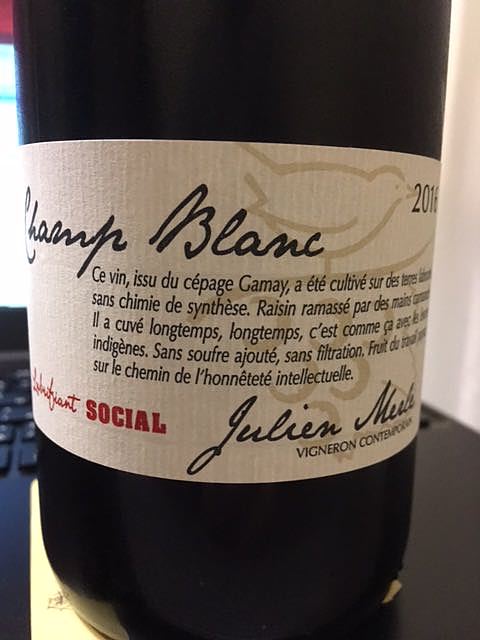 Champ Blanc
2016
Ce vin, issu du cépage Gamay, a été cultivé sur des terres
sans chimie de synthèse. Raisin ramassé par des mains
Il a cuvé longtemps, longtemps, c'est comme ça avec les
indigènes. Sans soufre ajouté, sans filtration. Fruit du travail
sur le chemin de l'honnêteté intellectuelle.
Lubrifiant SOCIAL
Julien Merle
VIGNERON CONTEMPORAIN